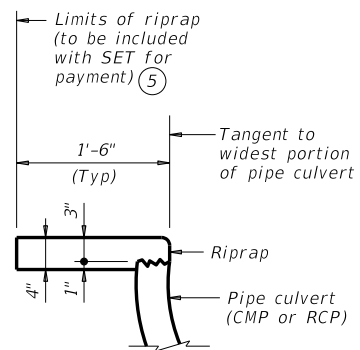 Limits of riprap
(to be included
with SET for
payment) 5
Tangent to
widest portion
of pipe culvert
1'-6"
(Typ)
3"
Riprap
4"
1"
Pipe culvert
(CMP or RCP)